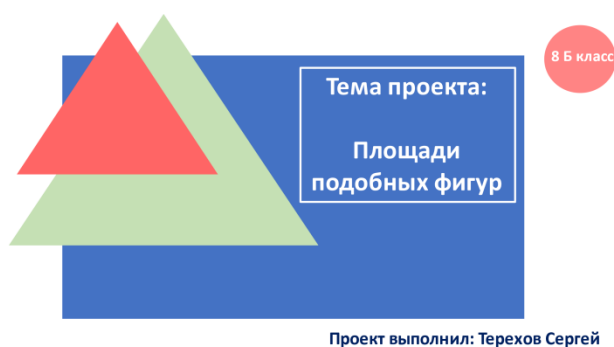 8 Б класс
Тема проекта:
Площади
подобных фигур
Проект выполнил: Терехов Сергей